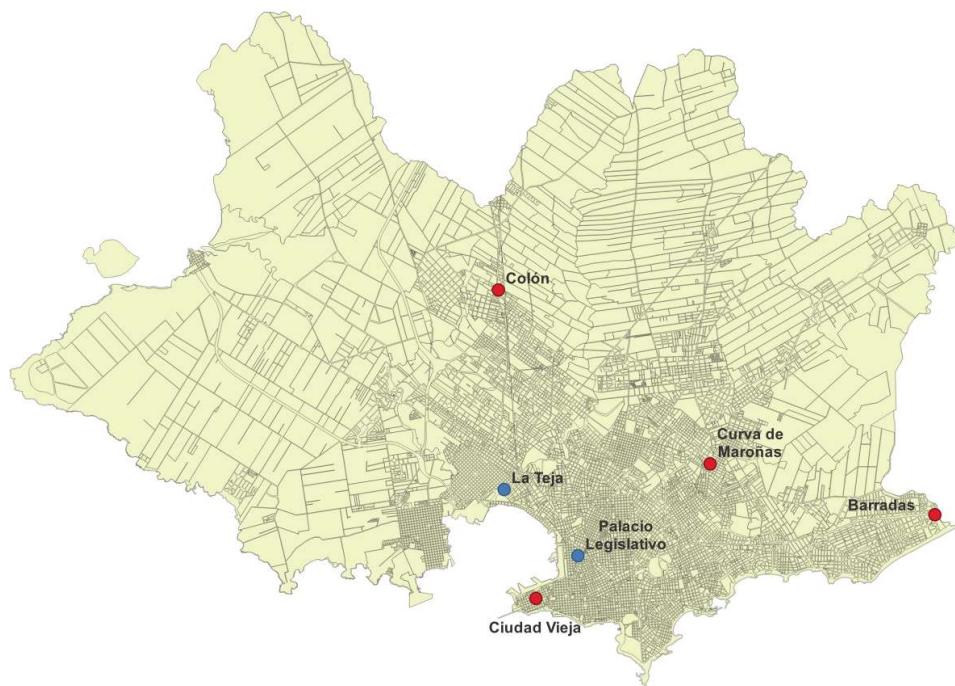 Colón
Curva de
Maroñas
La Teja
Barradas
Palacio
Legislativo
Ciudad Vieja